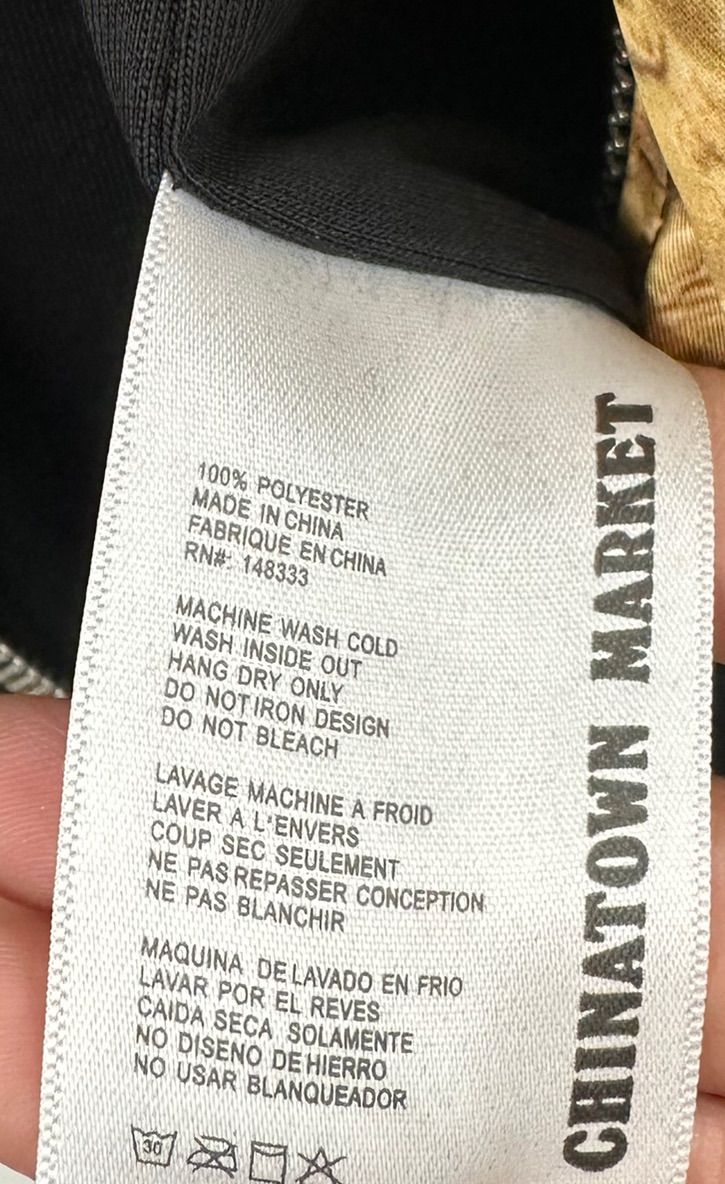 100% POLYESTER
MADE IN CHINA
FABRIQUE EN CHINA
RN#: 148333
MACHINE WASH COLD
WASH INSIDE OUT
HANG DRY ONLY
DO NOT IRON DESIGN
DO NOT BLEACH
LAVAGE MACHINE A FROID
LAVER A L'ENVERS
COUP SEC SEULEMENT
NE PAS REPASSER CONCEPTION
NE PAS BLANCHIR
MAQUINA DE LAVADO EN FRIO
LAVAR POR EL REVES
CAIDA SECA SOLAMENTE
NO DISENO DE HIERRO
NO USAR BLANQUEADOR
30
CHINATOWN MARKET